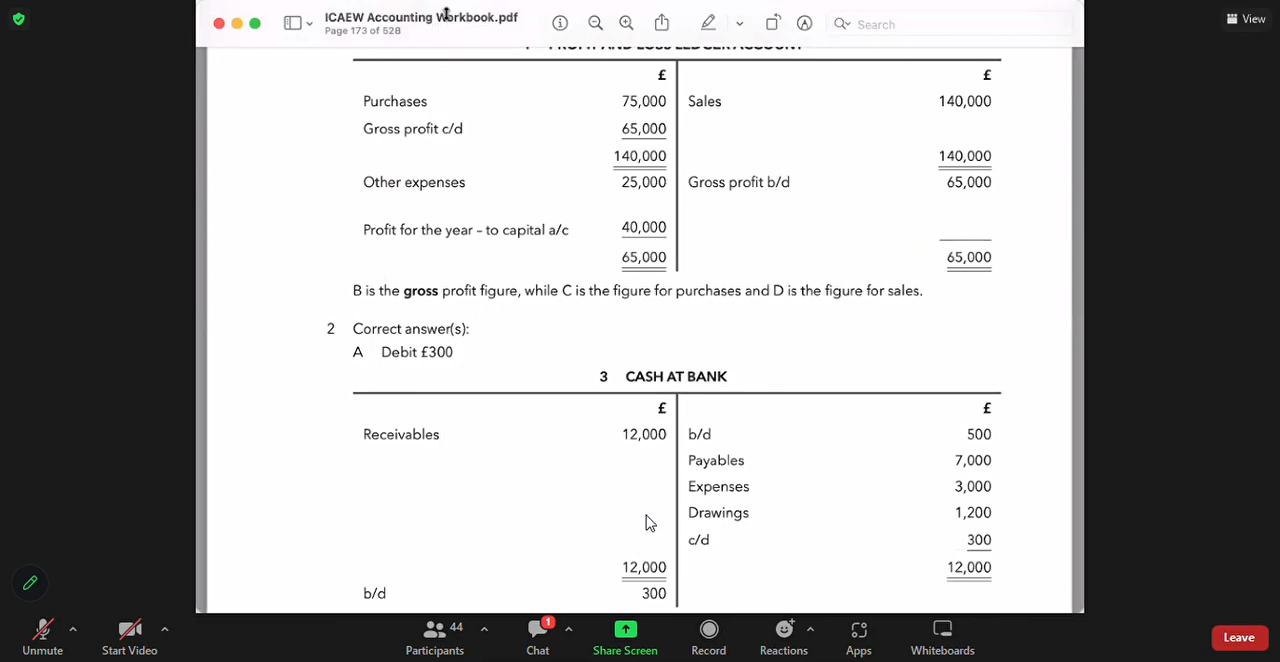 ICAEW Accounting Workbook.pdf
Page 173 of 528
Search
View
PROFIT AND LOSS LEDGER ACCOUNT
£ £
Purchases 75,000 Sales 140,000
Gross profit c/d 65,000
140,000 140,000
Other expenses 25,000 Gross profit b/d 65,000
Profit for the year – to capital a/c 40,000
65,000 65,000
B is the gross profit figure, while C is the figure for purchases and D is the figure for sales.
2 Correct answer(s):
A Debit £300
3 CASH AT BANK
£ £
Receivables 12,000 b/d 500
Payables 7,000
Expenses 3,000
Drawings 1,200
c/d 300
12,000 12,000
b/d 300
44 1
Unmute Start Video Participants Chat Share Screen Record Reactions Apps Whiteboards Leave